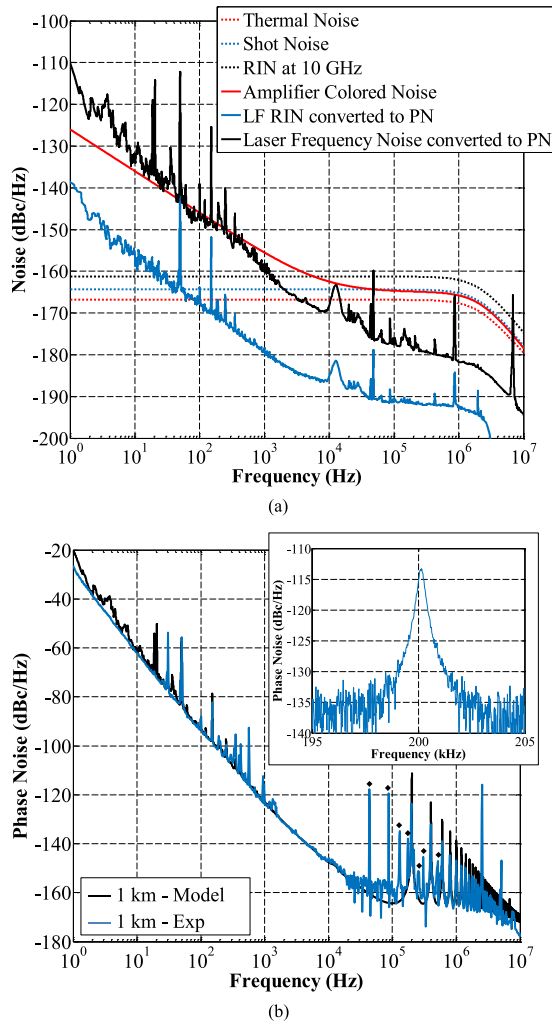 -100
-110
-120
-130
-140
-150
-160
-170
-180
-190
-200
Noise (dBc/Hz)
Thermal Noise
Shot Noise
RIN at 10 GHz
Amplifier Colored Noise
LF RIN converted to PN
Laser Frequency Noise converted to PN
10^0 10^1 10^2 10^3 10^4 10^5 10^6 10^7
Frequency (Hz)
(a)
-20
-40
-60
-80
-100
-120
-140
-160
-180
Phase Noise (dBc/Hz)
-110
-115
-120
-125
-130
-135
-140
Phase Noise (dBc/Hz)
195 200 205
Frequency (kHz)
1 km - Model
1 km - Exp
10^0 10^1 10^2 10^3 10^4 10^5 10^6 10^7
Frequency (Hz)
(b)